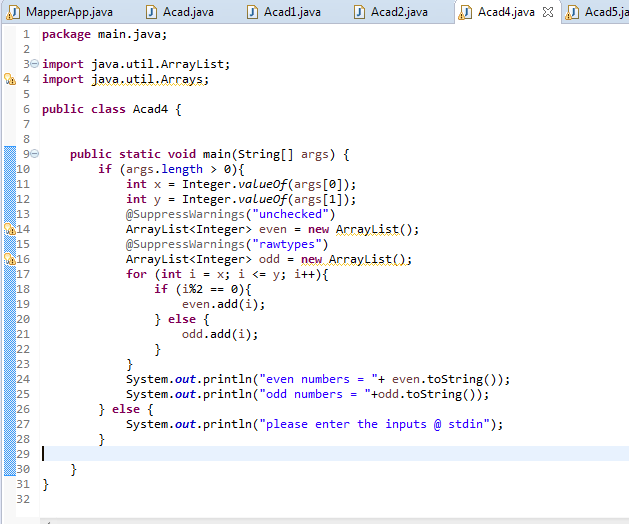 MapperApp.java Acad.java Acad1.java Acad2.java Acad4.java Acad5.ja
1 package main.java;
2
3 import java.util.ArrayList;
4 import java.util.Arrays;
5
6 public class Acad4 {
7
8
9 public static void main(String[] args) {
10 if (args.length > 0){
11 int x = Integer.valueOf(args[0]);
12 int y = Integer.valueOf(args[1]);
13 @SuppressWarnings("unchecked")
14 ArrayList<Integer> even = new ArrayList();
15 @SuppressWarnings("rawtypes")
16 ArrayList<Integer> odd = new ArrayList();
17 for (int i = x; i <= y; i++){
18 if (i%2 == 0){
19 even.add(i);
20 } else {
21 odd.add(i);
22 }
23 }
24 System.out.println("even numbers = "+ even.toString());
25 System.out.println("odd numbers = "+odd.toString());
26 } else {
27 System.out.println("please enter the inputs @ stdin");
28 }
29
30 }
31 }
32